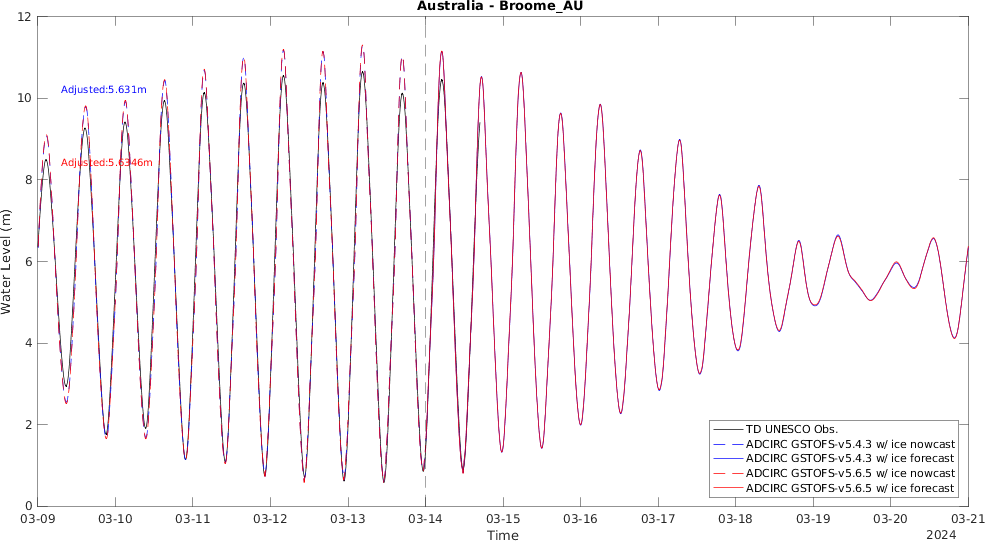 Australia - Broome_AU
12
10
8
6
4
2
0
Water Level (m)
Adjusted:5.631m
Adjusted:5.6346m
TD UNESCO Obs.
ADCIRC GSTOFS-v5.4.3 w/ ice nowcast
ADCIRC GSTOFS-v5.4.3 w/ ice forecast
ADCIRC GSTOFS-v5.6.5 w/ ice nowcast
ADCIRC GSTOFS-v5.6.5 w/ ice forecast
03-09 03-10 03-11 03-12 03-13 03-14 03-15 03-16 03-17 03-18 03-19 03-20 03-21
Time
2024